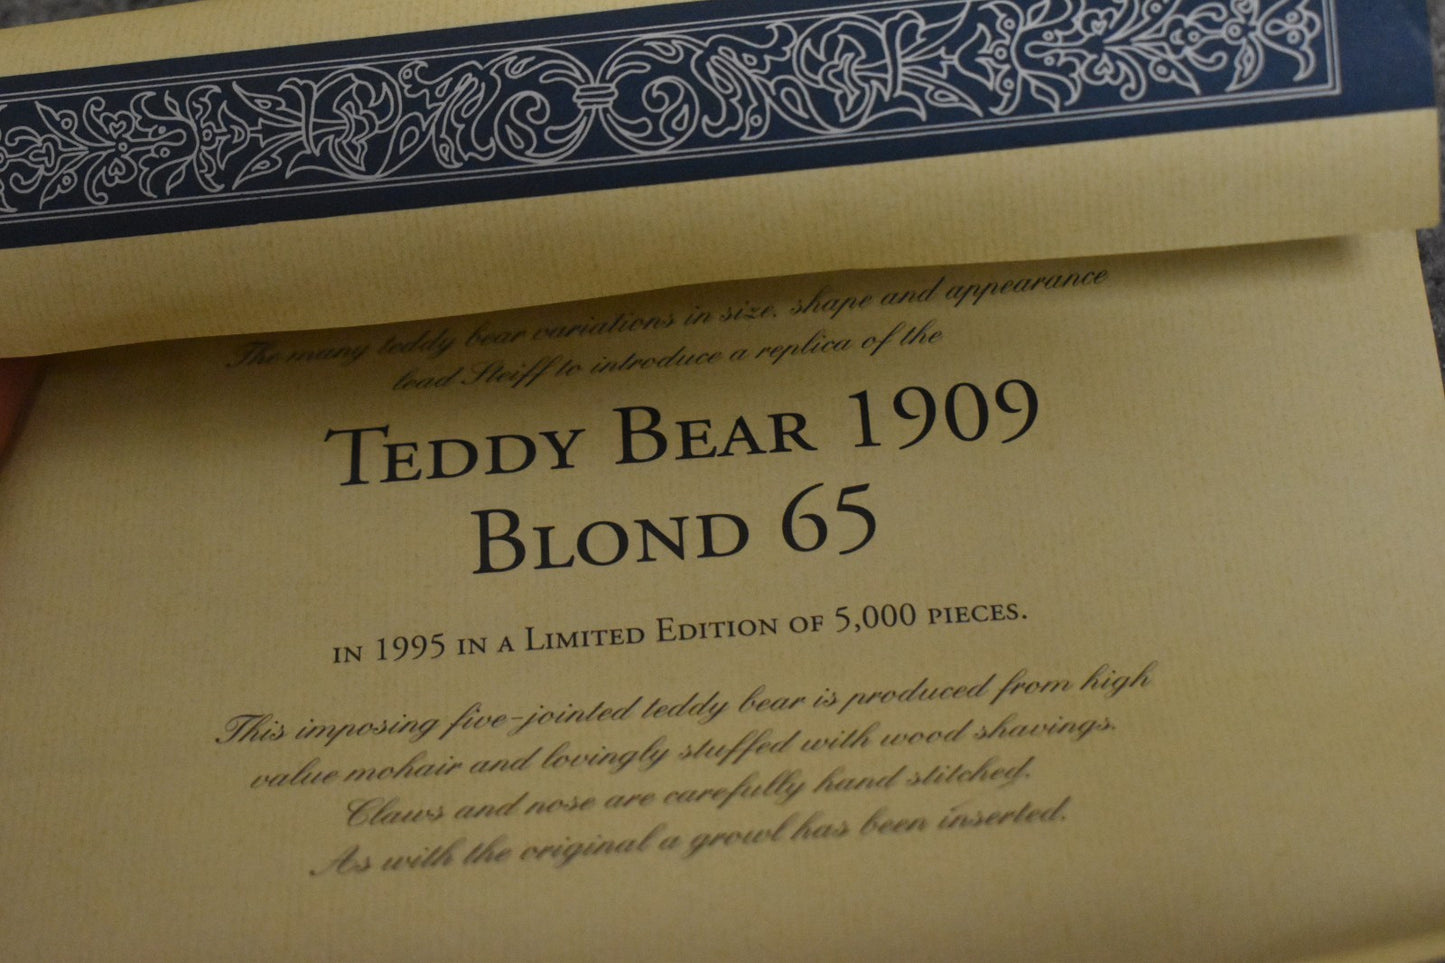 The many teddy bear variations in size, shape and appearance
lead Steiff to introduce a replica of the
TEDDY BEAR 1909
BLOND 65
IN 1995 IN A LIMITED EDITION OF 5,000 PIECES.
This imposing five-jointed teddy bear is produced from high
value mohair and lovingly stuffed with wood shavings.
Claws and nose are carefully hand stitched.
As with the original a growl has been inserted.